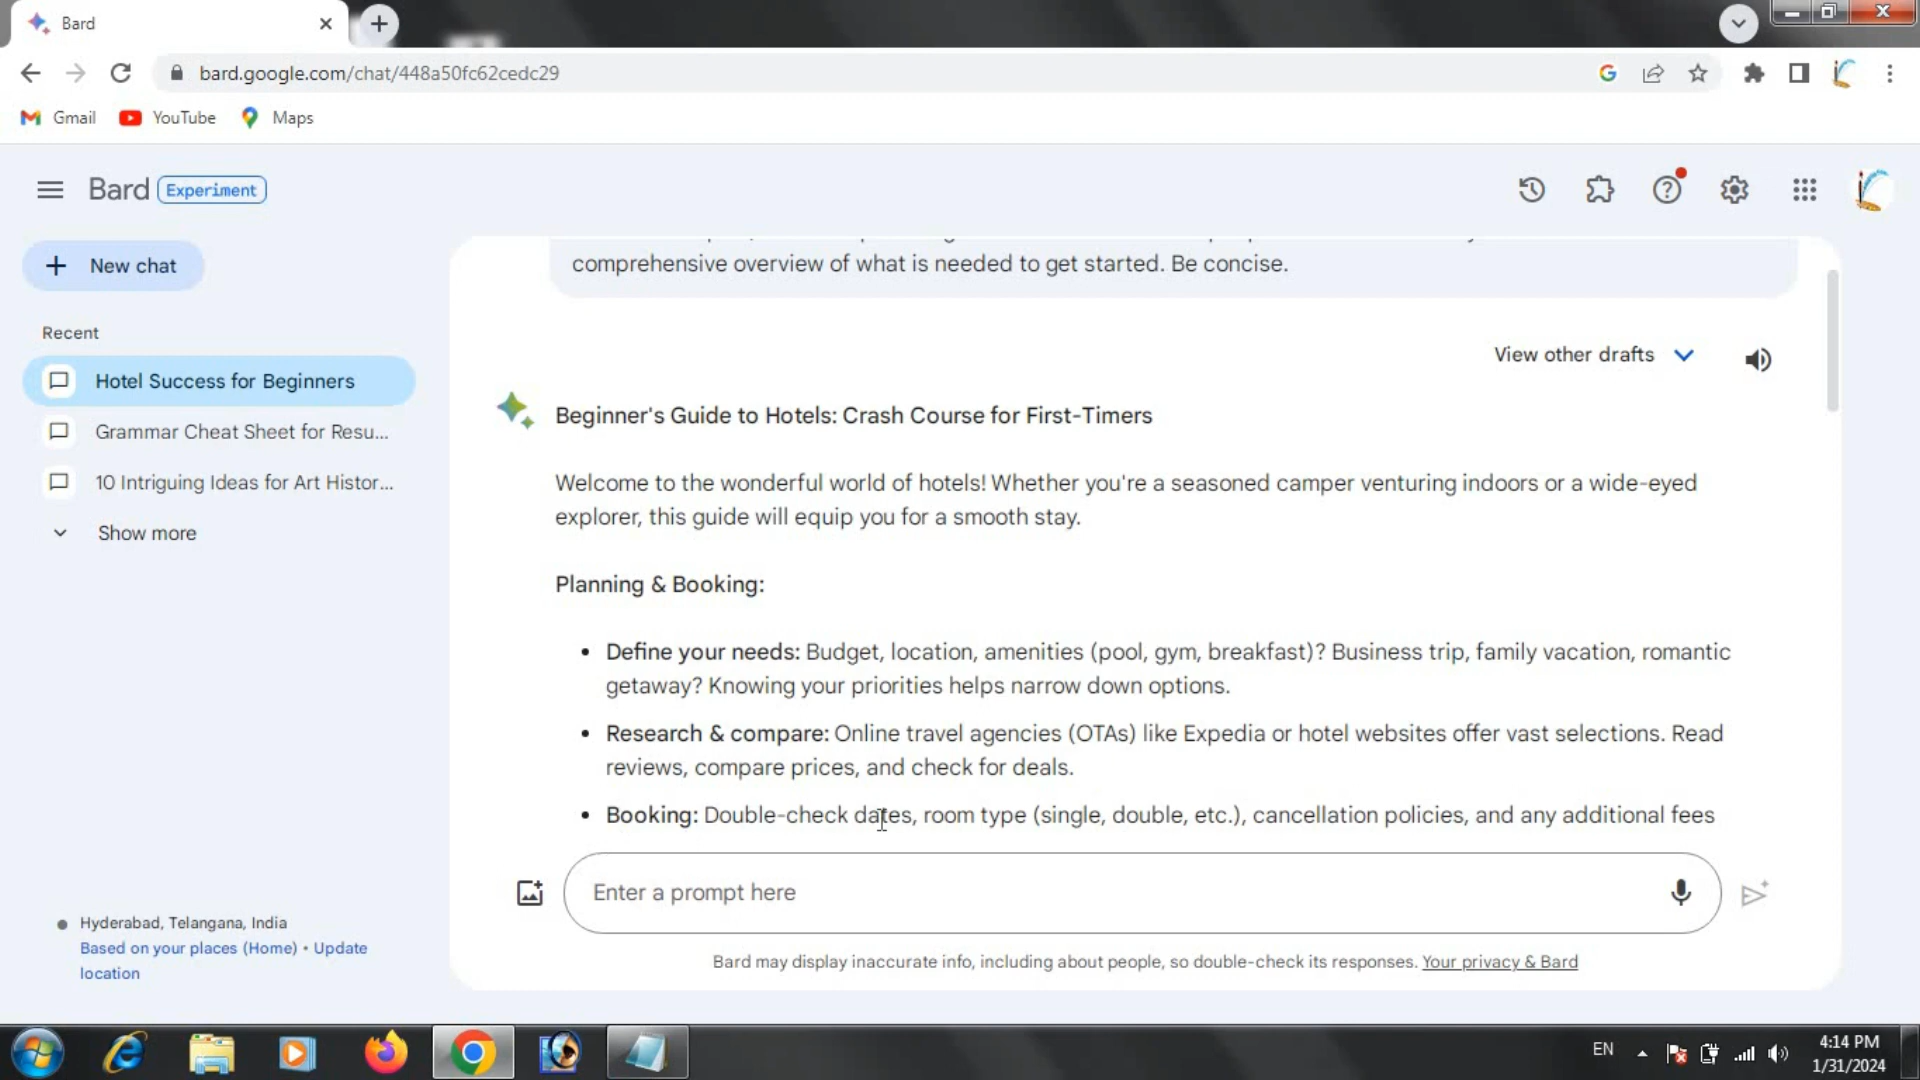 Bard
bard.google.com/chat/448a50fc62cedc29
Gmail
YouTube
Maps
Bard
Experiment
New chat
Recent
Hotel Success for Beginners
Grammar Cheat Sheet for Resu...
10 Intriguing Ideas for Art Histor...
Show more
Hyderabad, Telangana, India
Based on your places (Home) • Update
location
comprehensive overview of what is needed to get started. Be concise.
View other drafts
Beginner's Guide to Hotels: Crash Course for First-Timers
Welcome to the wonderful world of hotels! Whether you're a seasoned camper venturing indoors or a wide-eyed
explorer, this guide will equip you for a smooth stay.
Planning & Booking:
• Define your needs: Budget, location, amenities (pool, gym, breakfast)? Business trip, family vacation, romantic
getaway? Knowing your priorities helps narrow down options.
• Research & compare: Online travel agencies (OTAs) like Expedia or hotel websites offer vast selections. Read
reviews, compare prices, and check for deals.
• Booking: Double-check dates, room type (single, double, etc.), cancellation policies, and any additional fees
Enter a prompt here
Bard may display inaccurate info, including about people, so double-check its responses. Your privacy & Bard
EN
4:14 PM
1/31/2024